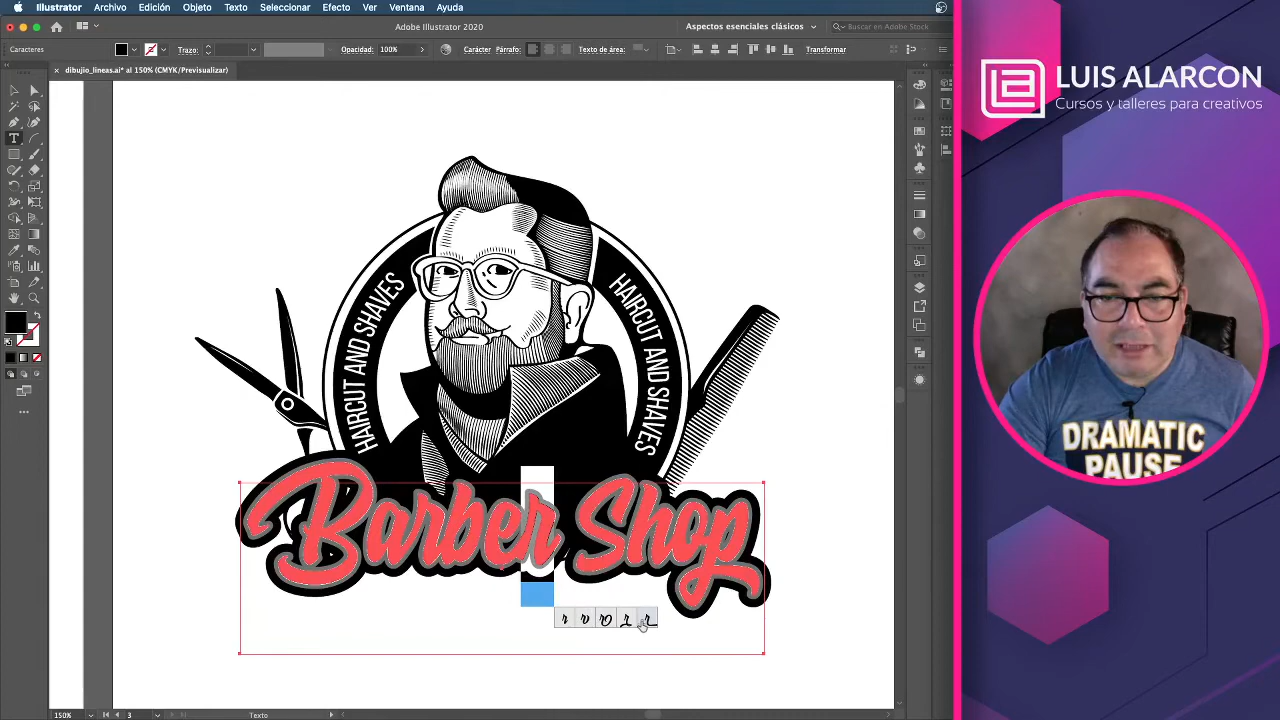 Illustrator Archivo Edición Objeto Texto Seleccionar Efecto Ver Ventana Ayuda
Adobe Illustrator 2020
Aspectos esenciales clásicos
Buscar en Adobe Stock
Caracteres
Trazo:
Opacidad: 100%
Carácter Párrafo:
Texto de área:
Transformar
× dibujo_lineas.ai* al 150% (CMYK/Previsualizar)
T
LUIS ALARCON
Cursos y talleres para creativos
HAIRCUT AND SHAVES
HAIRCUT AND SHAVES
Barber Shop
r r r r r
DRAMATIC
PAUSE
150%
3
Texto